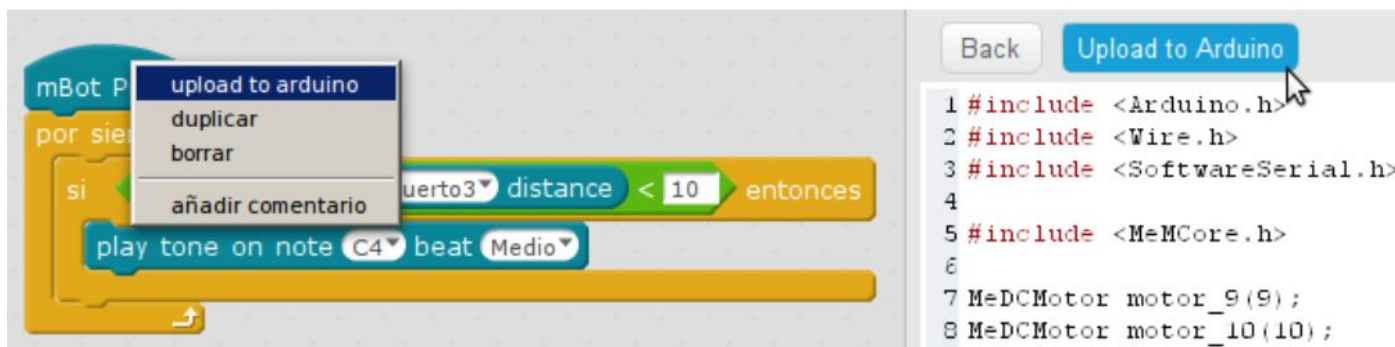 mBot P
upload to arduino
duplicar
borrar
añadir comentario
por sie
si uerto3 distance < 10 entonces
play tone on note C4 beat Medio
Back Upload to Arduino
1 #include <Arduino.h>
2 #include <Wire.h>
3 #include <SoftwareSerial.h>
4
5 #include <MeMCore.h>
6
7 MeDCMotor motor_9(9);
8 MeDCMotor motor_10(10);